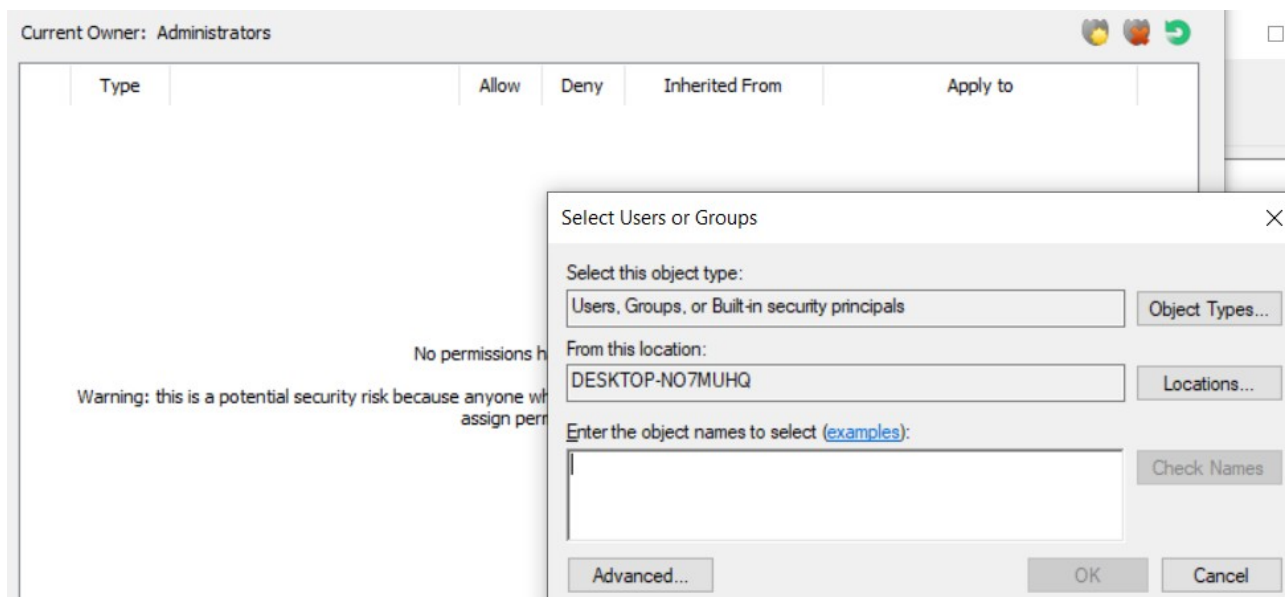 Current Owner: Administrators
Type Allow Deny Inherited From Apply to
Select Users or Groups
Select this object type:
Users, Groups, or Built-in security principals
Object Types...
From this location:
No permissions
DESKTOP-NO7MUHQ
Locations...
Warning: this is a potential security risk because anyone
assign
Enter the object names to select (examples):
Check Names
Advanced...
OK
Cancel